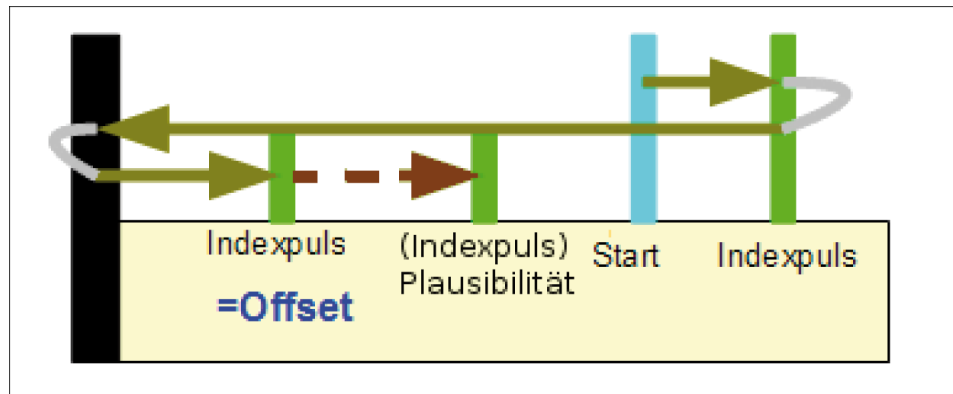 Indexpuls
=Offset
(Indexpuls)
Plausibilität
Start
Indexpuls